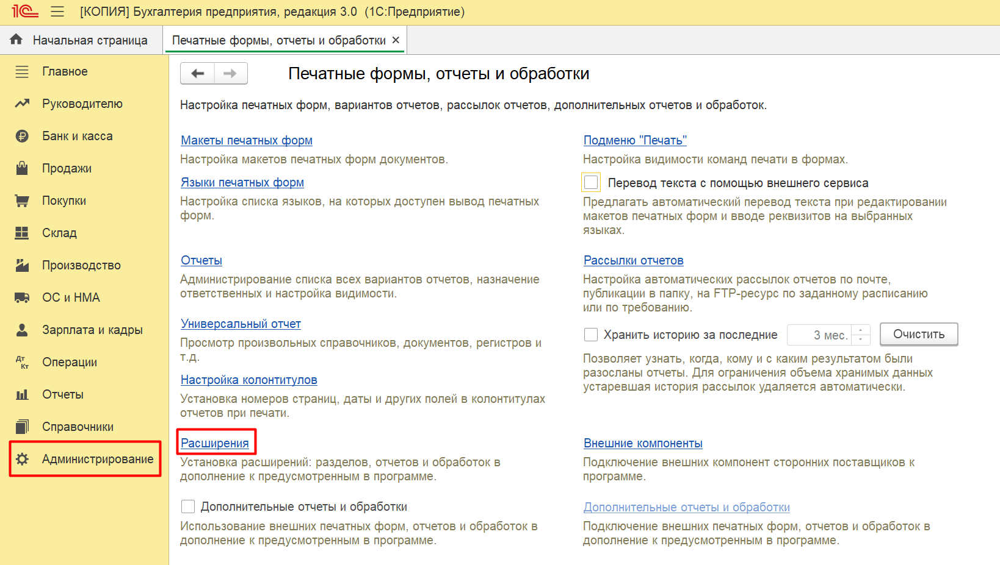 1С [КОПИЯ] Бухгалтерия предприятия, редакция 3.0 (1С:Предприятие)
Начальная страница
Печатные формы, отчеты и обработки ×
Главное
Руководителю
Банк и касса
Продажи
Покупки
Склад
Производство
ОС и НМА
Зарплата и кадры
Дт Кт Операции
Отчеты
Справочники
Администрирование
Печатные формы, отчеты и обработки
Настройка печатных форм, вариантов отчетов, рассылок отчетов, дополнительных отчетов и обработок.
Макеты печатных форм
Настройка макетов печатных форм документов.
Языки печатных форм
Настройка списка языков, на которых доступен вывод печатных
форм.
Отчеты
Администрирование списка всех вариантов отчетов, назначение
ответственных и настройка видимости.
Универсальный отчет
Просмотр произвольных справочников, документов, регистров и
т.д.
Настройка колонтитулов
Установка номеров страниц, даты и других полей в колонтитулах
отчетов при печати.
Расширения
Установка расширений: разделов, отчетов и обработок в
дополнение к предусмотренным в программе.
Дополнительные отчеты и обработки
Использование внешних печатных форм, отчетов и обработок в
дополнение к предусмотренным в программе.
Подменю "Печать"
Настройка видимости команд печати в формах.
Перевод текста с помощью внешнего сервиса
Предлагать автоматический перевод текста при редактировании
макетов печатных форм и вводе реквизитов на выбранных
языках.
Рассылки отчетов
Настройка автоматических рассылок отчетов по почте,
публикации в папку, на FTP-ресурс по заданному расписанию
или по требованию.
Хранить историю за последние 3 мес. Очистить
Позволяет узнать, когда, кому и с каким результатом были
разосланы отчеты. Для ограничения объема хранимых данных
устаревшая история рассылок удаляется автоматически.
Внешние компоненты
Подключение внешних компонент сторонних поставщиков к
программе.
Дополнительные отчеты и обработки
Подключение внешних печатных форм, отчетов и обработок в
дополнение к предусмотренным в программе.